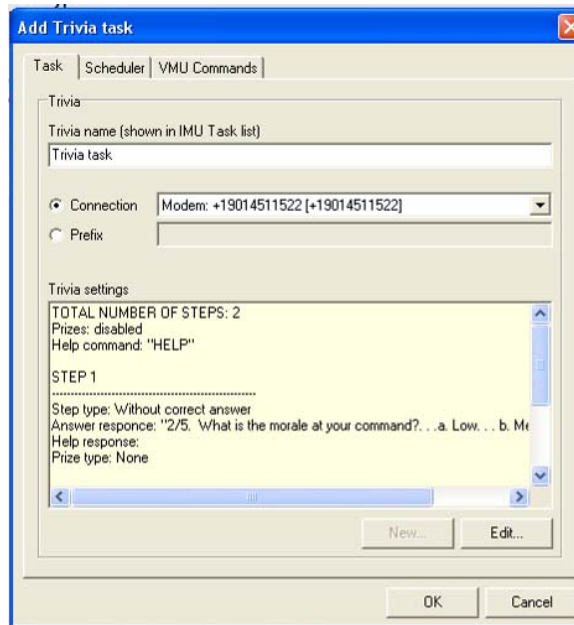 Add Trivia task
Task
Scheduler
VMU Commands
Trivia
Trivia name (shown in IMU Task list)
Trivia task
Connection
Modem: +19014511522 [+19014511522]
Prefix
Trivia settings
TOTAL NUMBER OF STEPS: 2
Prizes: disabled
Help command: "HELP"
STEP 1
--------------------------------------------------------
Step type: Without correct answer
Answer responce: "2/5. What is the morale at your command?. . .a. Low. . . b. Me
Help response:
Prize type: None
New...
Edit...
OK
Cancel